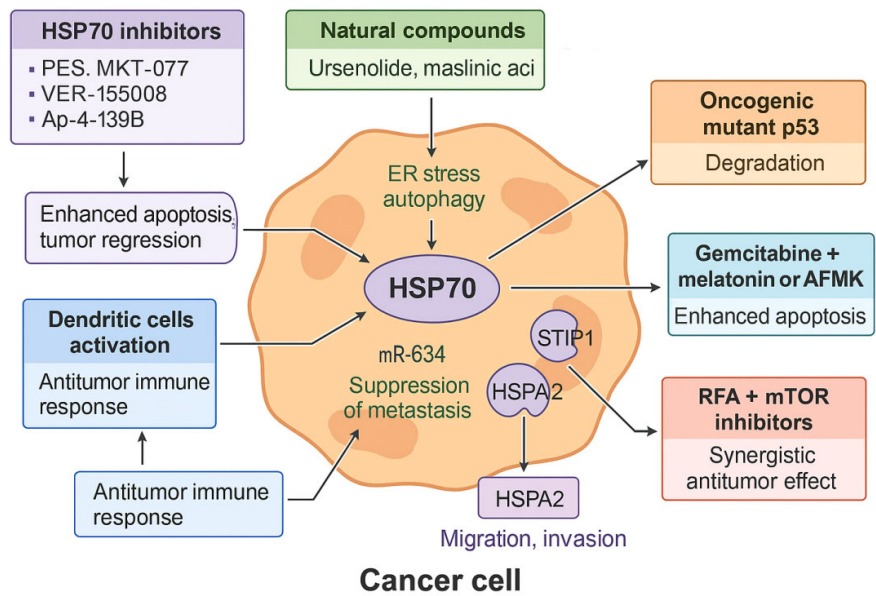 HSP70 inhibitors
▪ PES. MKT-077
▪ VER-155008
▪ Ap-4-139B
Natural compounds
Ursenolide, maslinic aci
Oncogenic
mutant p53
Degradation
Enhanced apoptosis,
tumor regression
ER stress
autophagy
HSP70
Gemcitabine +
melatonin or AFMK
Enhanced apoptosis
Dendritic cells
activation
Antitumor immune
response
mR-634
Suppression
of metastasis
STIP1
HSPA2
RFA + mTOR
inhibitors
Synergistic
antitumor effect
Antitumor immune
response
HSPA2
Migration, invasion
Cancer cell